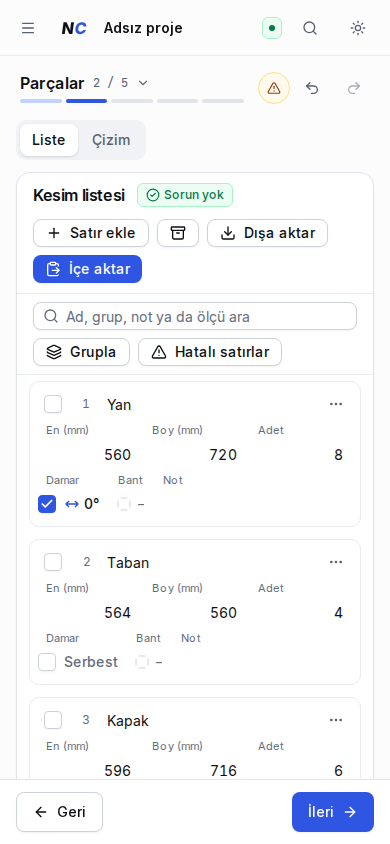 NC Adsız proje
Parçalar 2 / 5
Liste Çizim
Kesim listesi Sorun yok
Satır ekle Dışa aktar
İçe aktar
Ad, grup, not ya da ölçü ara
Grupla Hatalı satırlar
1 Yan
En (mm) Boy (mm) Adet
560 720 8
Damar Bant Not
0° –
2 Taban
En (mm) Boy (mm) Adet
564 560 4
Damar Bant Not
Serbest –
3 Kapak
En (mm) Boy (mm) Adet
596 716 6
Geri İleri